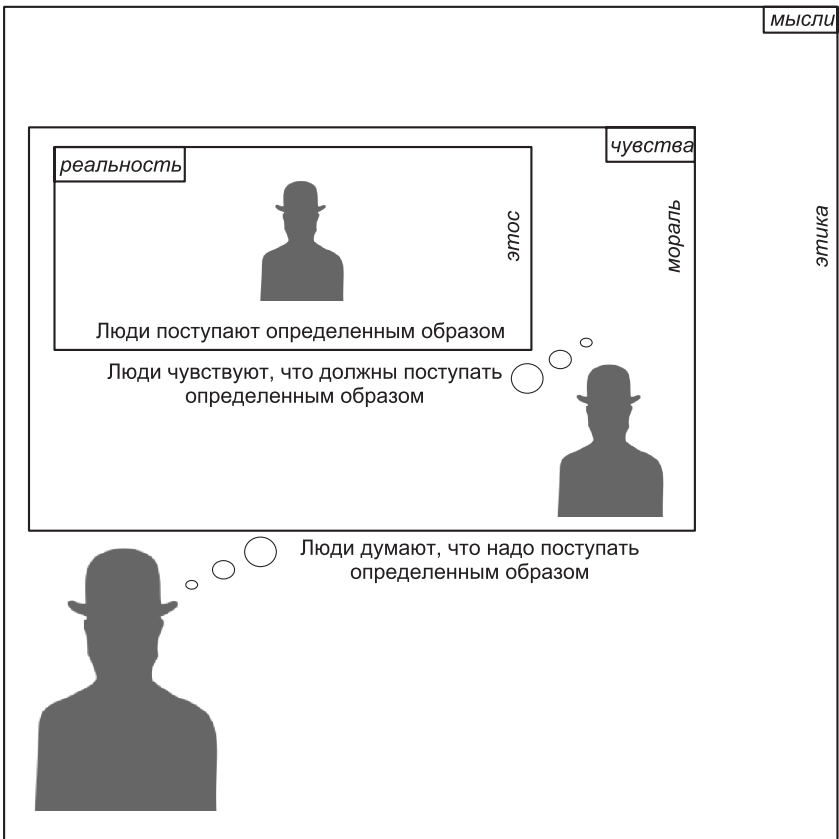 мысли
чувства
реальность
этос
мораль
этика
Люди поступают определенным образом
Люди чувствуют, что должны поступать
определенным образом
Люди думают, что надо поступать
определенным образом